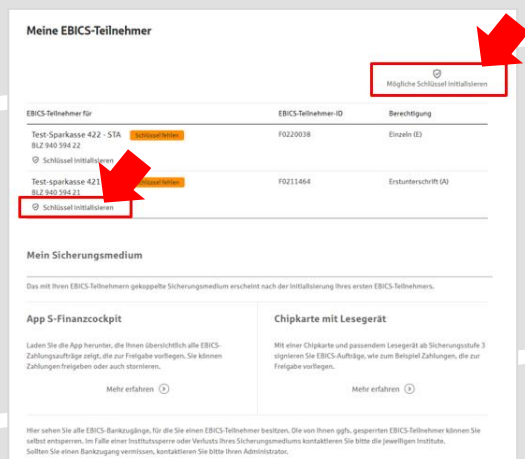 Meine EBICS-Teilnehmer
Mögliche Schlüssel initialisieren
EBICS-Teilnehmer für EBICS-Teilnehmer-ID Berechtigung
Test-Sparkasse 422 - STA Schlüssel fehlen F0220038 Einzeln (E)
BLZ 940 594 22
Schlüssel initialisieren
Test-sparkasse 421 Schlüssel fehlen F0211464 Erstunterschrift (A)
BLZ 940 594 21
Schlüssel initialisieren
Mein Sicherungsmedium
Das mit Ihren EBICS-Teilnehmern gekoppelte Sicherungsmedium erscheint nach der Initialisierung Ihres ersten EBICS-Teilnehmers.
App S-Finanzcockpit
Laden Sie die App herunter, die Ihnen übersichtlich alle EBICS-
Zahlungsaufträge zeigt, die zur Freigabe vorliegen. Sie können
Zahlungen freigeben oder auch stornieren.
Mehr erfahren
Chipkarte mit Lesegerät
Mit einer Chipkarte und passendem Lesegerät ab Sicherungsstufe 3
signieren Sie EBICS-Aufträge, wie zum Beispiel Zahlungen, die zur
Freigabe vorliegen.
Mehr erfahren
Hier sehen Sie alle EBICS-Bankzugänge, für die Sie einen EBICS-Teilnehmer besitzen. Die von Ihnen ggfs. gesperrten EBICS-Teilnehmer können Sie
selbst entsperren. Im Falle einer Institutssperre oder Verlusts Ihres Sicherungsmediums kontaktieren Sie bitte die jeweiligen Institute.
Sollten Sie einen Bankzugang vermissen, kontaktieren Sie bitte Ihren Administrator.